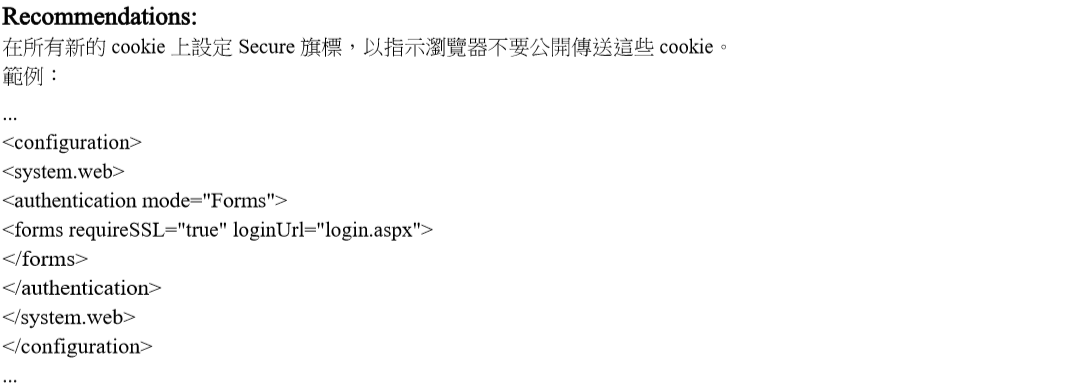 Recommendations:
在所有新的 cookie 上設定 Secure 旗標，以指示瀏覽器不要公開傳送這些 cookie。
範例：
...
<configuration>
<system.web>
<authentication mode="Forms">
<forms requireSSL="true" loginUrl="login.aspx">
</forms>
</authentication>
</system.web>
</configuration>
...